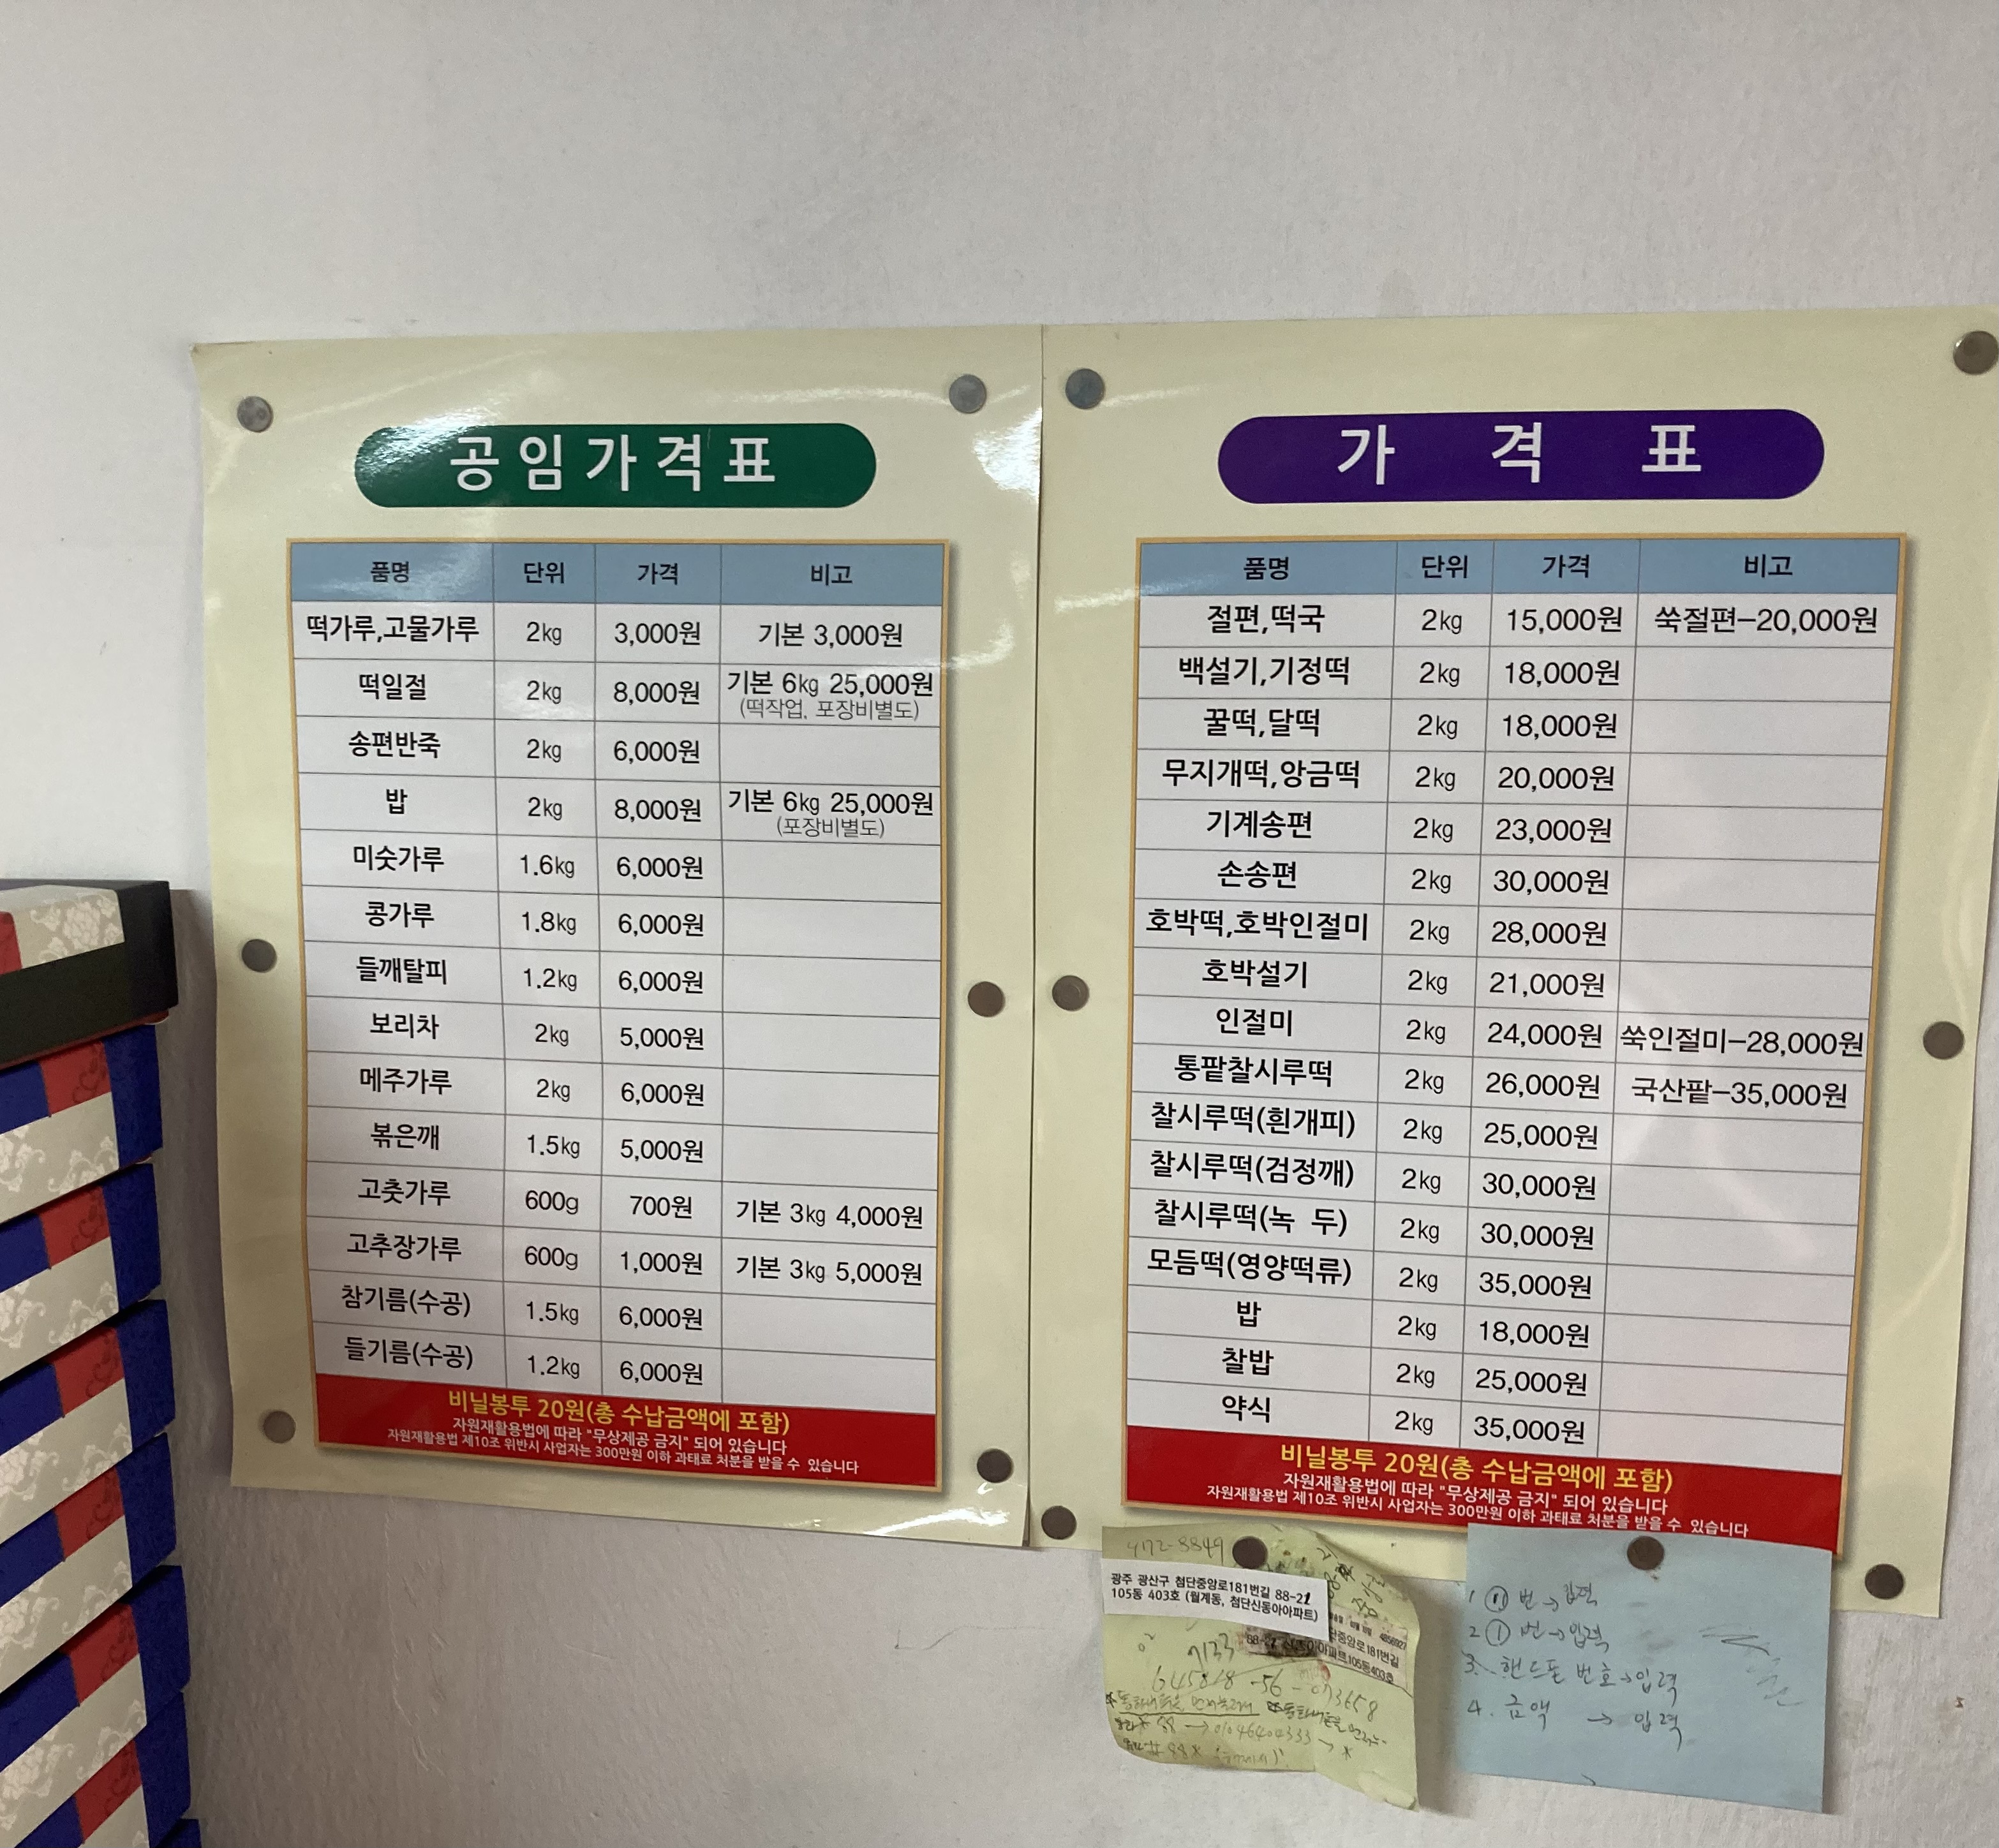 공임가격표
품명 단위 가격 비고
떡가루,고물가루 2kg 3,000원 기본 3,000원
떡일절 2kg 8,000원 기본 6kg 25,000원
(떡작업, 포장비별도)
송편반죽 2kg 6,000원
밥 2kg 8,000원 기본 6kg 25,000원
(포장비별도)
미숫가루 1.6kg 6,000원
콩가루 1.8kg 6,000원
들깨탈피 1.2kg 6,000원
보리차 2kg 5,000원
메주가루 2kg 6,000원
볶은깨 1.5kg 5,000원
고춧가루 600g 700원 기본 3kg 4,000원
고추장가루 600g 1,000원 기본 3kg 5,000원
참기름(수공) 1.5kg 6,000원
들기름(수공) 1.2kg 6,000원
비닐봉투 20원(총 수납금액에 포함)
자원재활용법에 따라 "무상제공 금지" 되어 있습니다
자원재활용법 제10조 위반시 사업자는 300만원 이하 과태료 처분을 받을 수 있습니다
가 격 표
품명 단위 가격 비고
절편,떡국 2kg 15,000원 쑥절편-20,000원
백설기,기정떡 2kg 18,000원
꿀떡,달떡 2kg 18,000원
무지개떡,앙금떡 2kg 20,000원
기계송편 2kg 23,000원
손송편 2kg 30,000원
호박떡,호박인절미 2kg 28,000원
호박설기 2kg 21,000원
인절미 2kg 24,000원 쑥인절미-28,000원
통팥찰시루떡 2kg 26,000원 국산팥-35,000원
찰시루떡(흰개피) 2kg 25,000원
찰시루떡(검정깨) 2kg 30,000원
찰시루떡(녹 두) 2kg 30,000원
모듬떡(영양떡류) 2kg 35,000원
밥 2kg 18,000원
찰밥 2kg 25,000원
약식 2kg 35,000원
비닐봉투 20원(총 수납금액에 포함)
자원재활용법에 따라 "무상제공 금지" 되어 있습니다
자원재활용법 제10조 위반시 사업자는 300만원 이하 과태료 처분을 받을 수 있습니다
광주 광산구 첨단중앙로181번길 88-21
105동 403호 (월계동, 첨단신동아아파트)
7133
1 ⑪ 번→입력
2 ① 번→입력
3. 핸드폰 번호→입력
4. 금액 → 입력